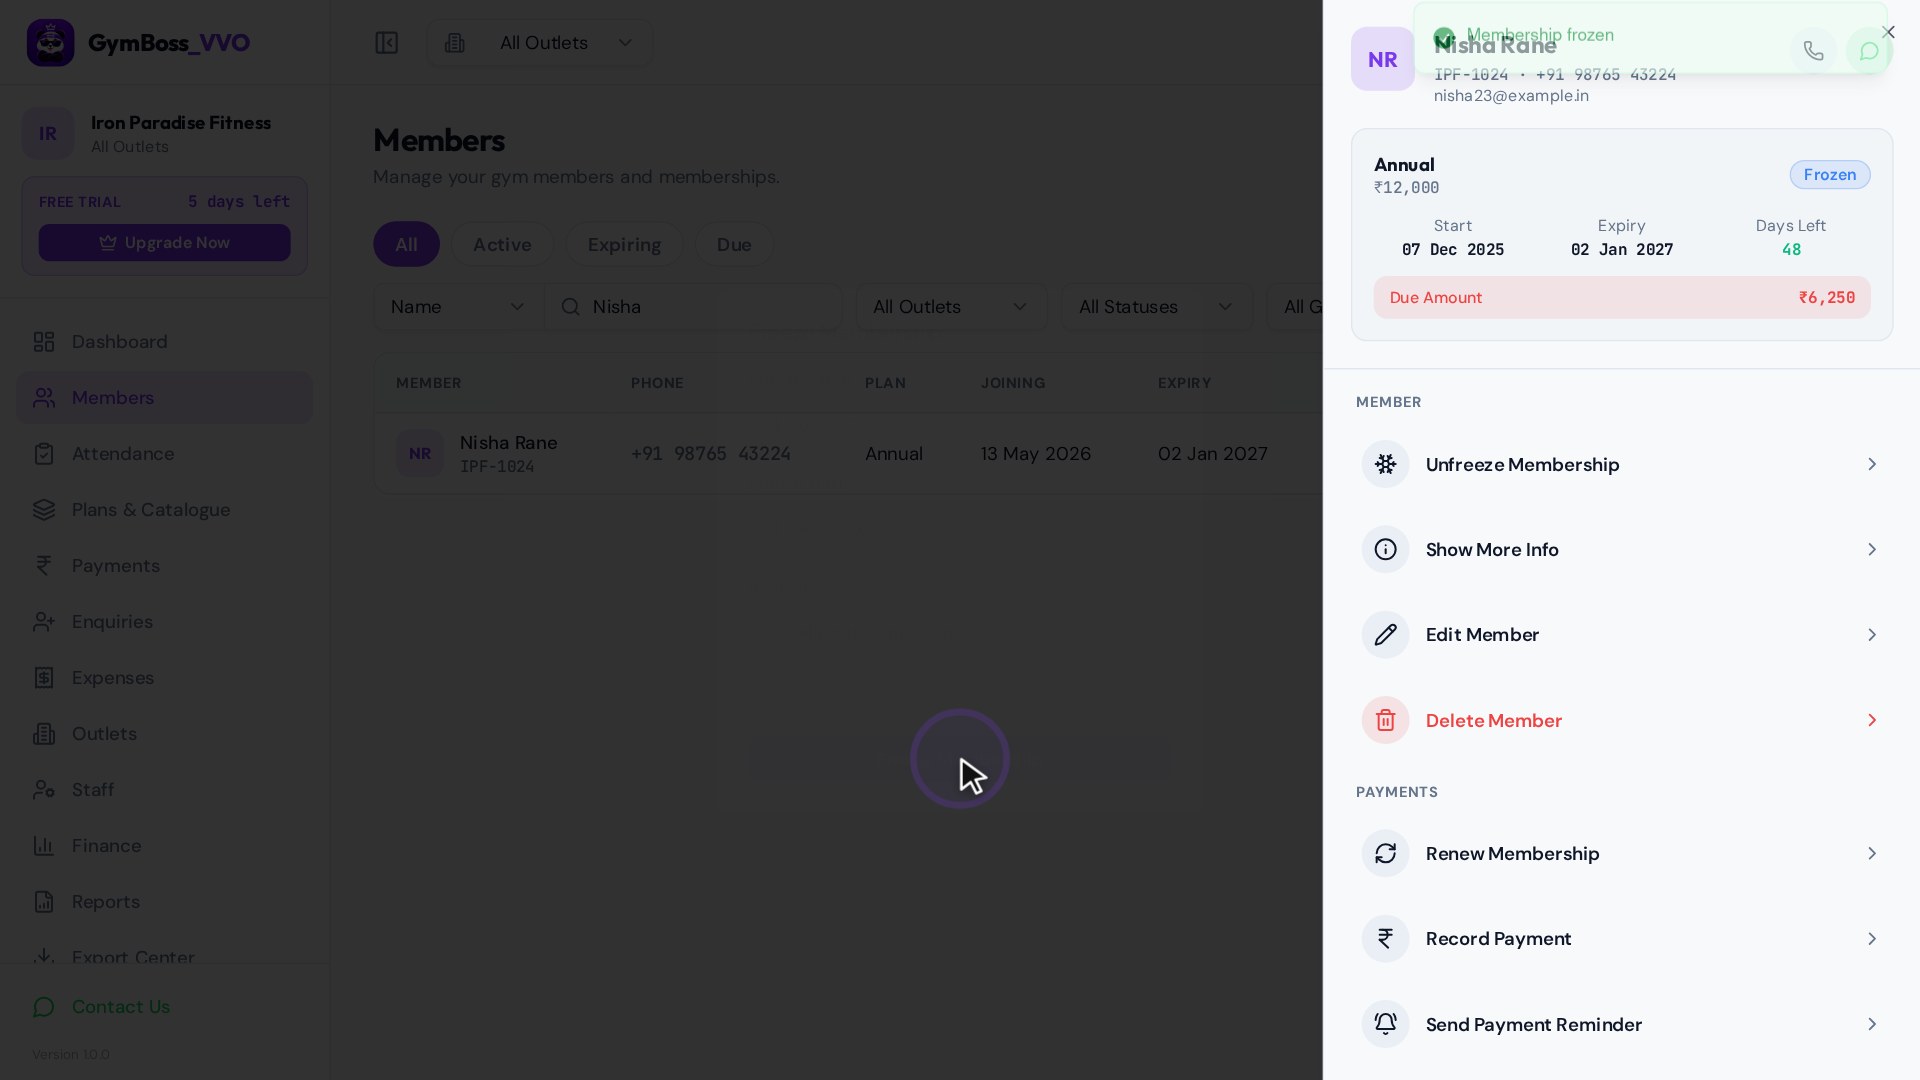 GymBoss_VVO
IR
Iron Paradise Fitness
All Outlets
FREE TRIAL
5 days left
Upgrade Now
Dashboard
Members
Attendance
Plans & Catalogue
Payments
Enquiries
Expenses
Outlets
Staff
Finance
Reports
Export Center
Contact Us
Version 1.0.0
All Outlets
Members
Manage your gym members and memberships.
All
Active
Expiring
Due
Name
Nisha
All Outlets
All Statuses
All G
MEMBER
PHONE
PLAN
JOINING
EXPIRY
NR
Nisha Rane
IPF-1024
+91 98765 43224
Annual
13 May 2026
02 Jan 2027
Membership frozen
NR
Nisha Rane
IPF-1024 · +91 98765 43224
nisha23@example.in
Annual
₹12,000
Frozen
Start
Expiry
Days Left
07 Dec 2025
02 Jan 2027
48
Due Amount
₹6,250
MEMBER
Unfreeze Membership
Show More Info
Edit Member
Delete Member
PAYMENTS
Renew Membership
Record Payment
Send Payment Reminder